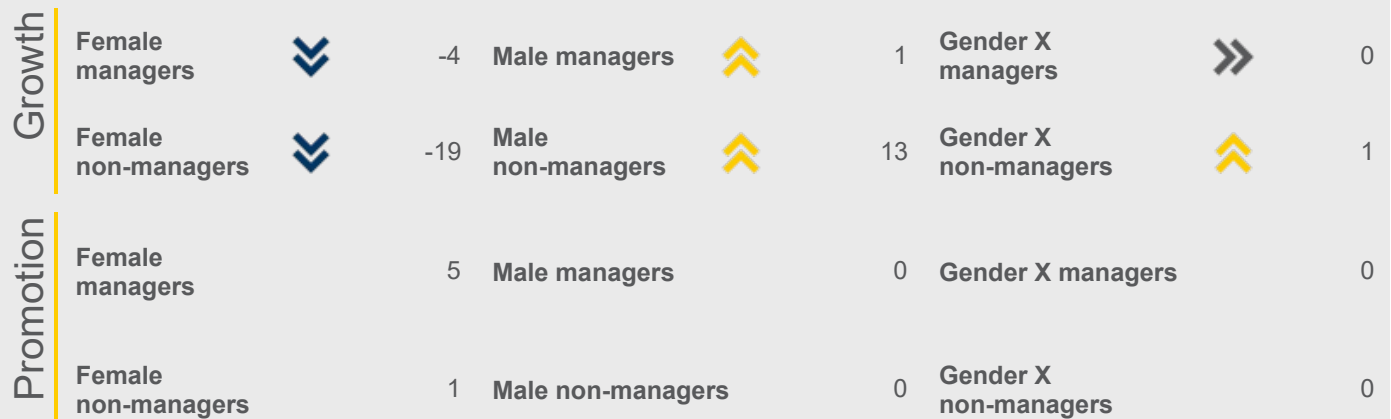 Growth
Female
managers
-4
Male managers
1
Gender X
managers
0
Female
non-managers
-19
Male
non-managers
13
Gender X
non-managers
1
Promotion
Female
managers
5
Male managers
0
Gender X managers
0
Female
non-managers
1
Male non-managers
0
Gender X
non-managers
0